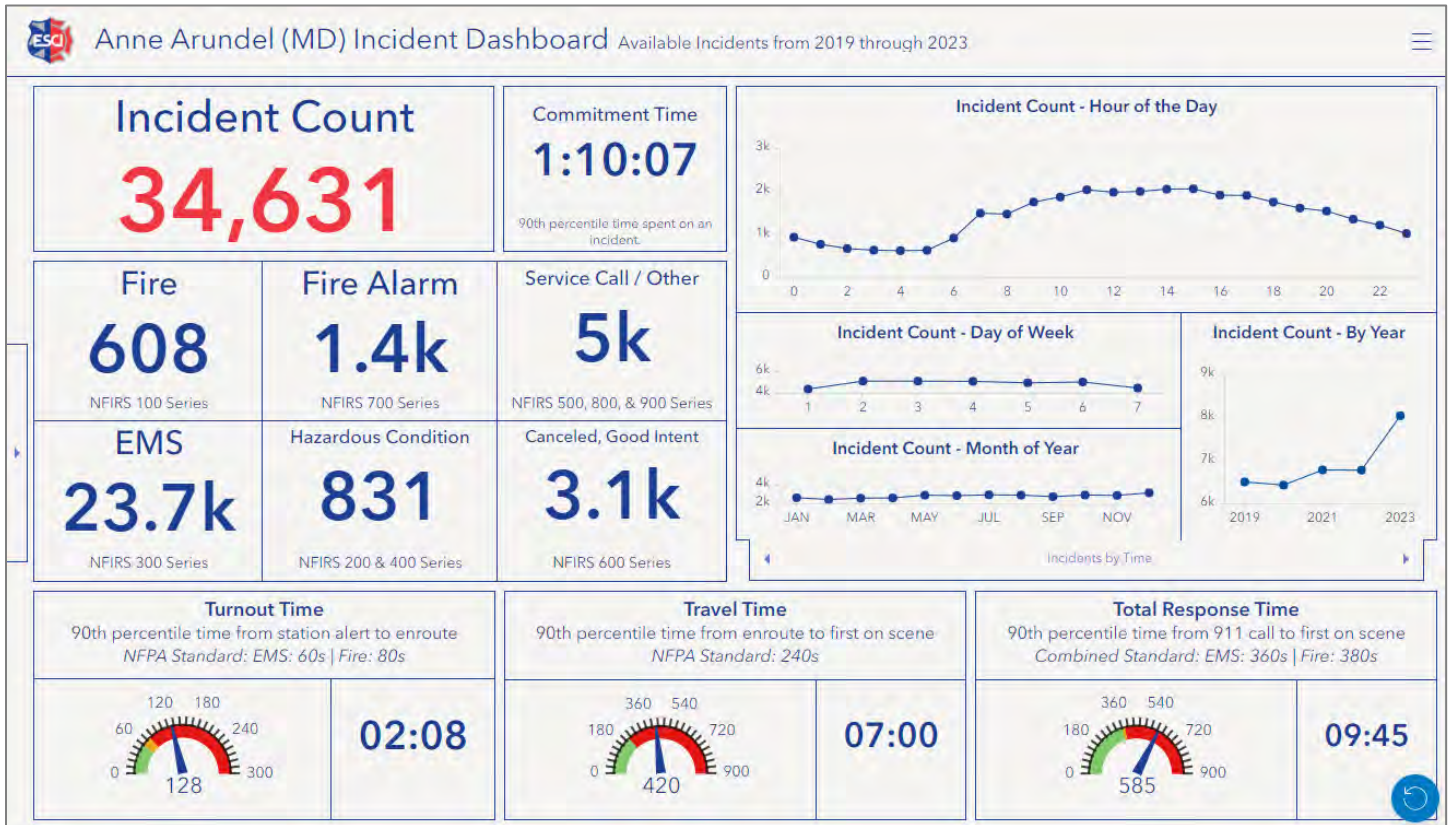 ESCI
Anne Arundel (MD) Incident Dashboard Available Incidents from 2019 through 2023
Incident Count
34,631
Commitment Time
1:10:07
90th percentile time spent on an
incident.
Fire
608
NFIRS 100 Series
Fire Alarm
1.4k
NFIRS 700 Series
Service Call / Other
5k
NFIRS 500, 800, & 900 Series
EMS
23.7k
NFIRS 300 Series
Hazardous Condition
831
NFIRS 200 & 400 Series
Canceled, Good Intent
3.1k
NFIRS 600 Series
Incident Count - Hour of the Day
3k
2k
1k
0
0 2 4 6 8 10 12 14 16 18 20 22
Incident Count - Day of Week
6k
4k
1 2 3 4 5 6 7
Incident Count - Month of Year
4k
2k
JAN MAR MAY JUL SEP NOV
Incident Count - By Year
9k
8k
7k
6k
2019 2021 2023
Incidents by Time
Turnout Time
90th percentile time from station alert to enroute
NFPA Standard: EMS: 60s | Fire: 80s
0 60 120 180 240 300
128
02:08
Travel Time
90th percentile time from enroute to first on scene
NFPA Standard: 240s
0 180 360 540 720 900
420
07:00
Total Response Time
90th percentile time from 911 call to first on scene
Combined Standard: EMS: 360s | Fire: 380s
0 180 360 540 720 900
585
09:45